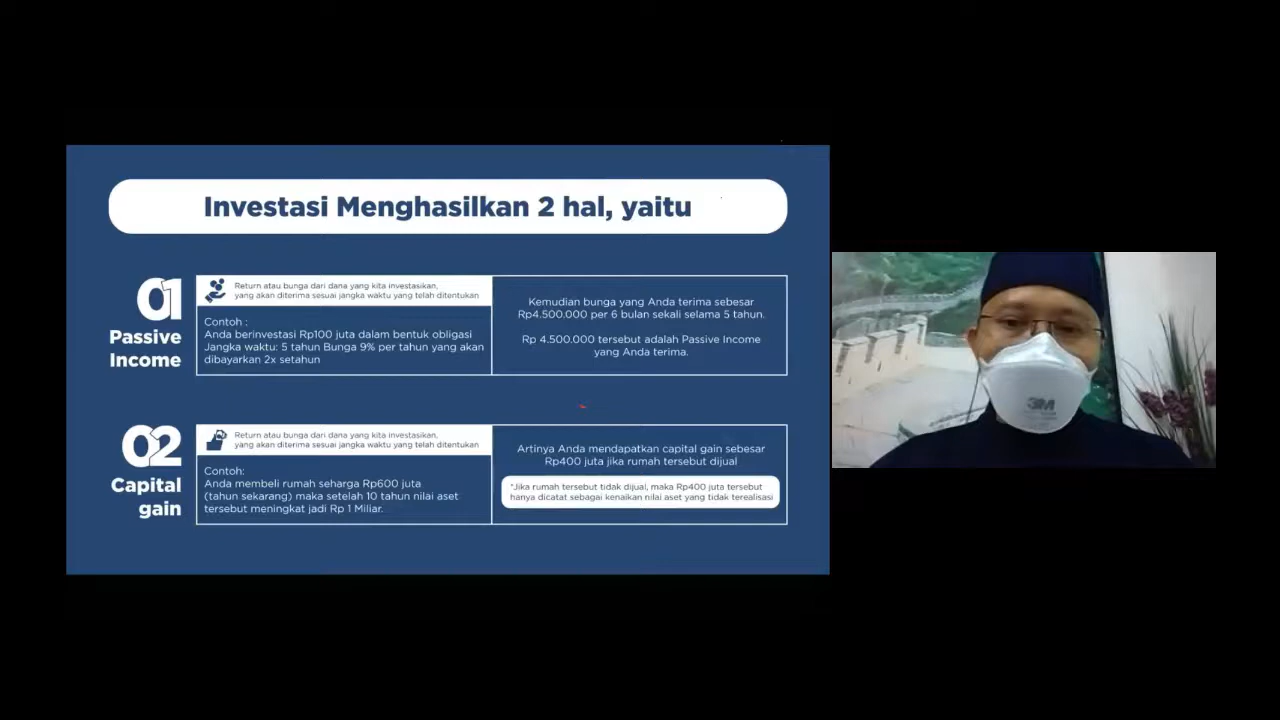 Investasi Menghasilkan 2 hal, yaitu
01
Passive
Income
Return atau bunga dari dana yang kita investasikan,
yang akan diterima sesuai jangka waktu yang telah ditentukan
Contoh :
Anda berinvestasi Rp100 juta dalam bentuk obligasi
Jangka waktu: 5 tahun Bunga 9% per tahun yang akan
dibayarkan 2x setahun
Kemudian bunga yang Anda terima sebesar
Rp4.500.000 per 6 bulan sekali selama 5 tahun.
Rp 4.500.000 tersebut adalah Passive Income
yang Anda terima.
02
Capital
gain
Return atau bunga dari dana yang kita investasikan,
yang akan diterima sesuai jangka waktu yang telah ditentukan
Contoh:
Anda membeli rumah seharga Rp600 juta
(tahun sekarang) maka setelah 10 tahun nilai aset
tersebut meningkat jadi Rp 1 Miliar.
Artinya Anda mendapatkan capital gain sebesar
Rp400 juta jika rumah tersebut dijual
*Jika rumah tersebut tidak dijual, maka Rp400 juta tersebut
hanya dicatat sebagai kenaikan nilai aset yang tidak terealisasi
3M